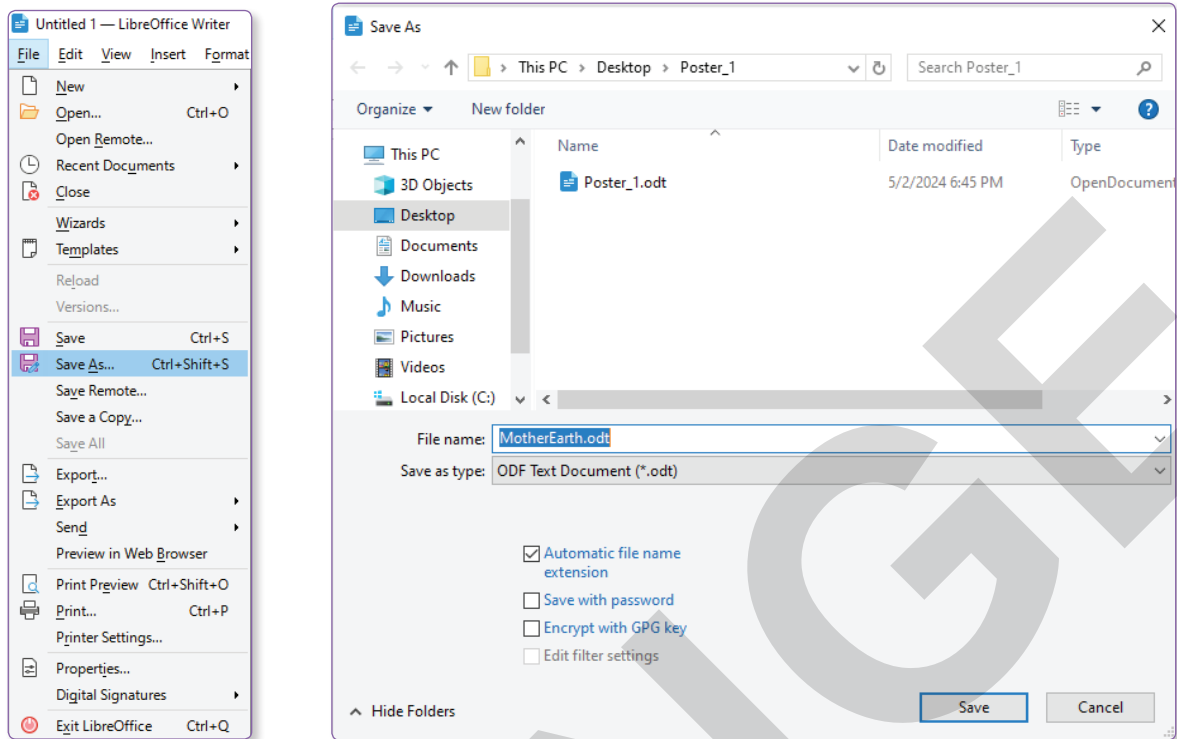 Untitled 1 — LibreOffice Writer
File Edit View Insert Format
New
Open... Ctrl+O
Open Remote...
Recent Documents
Close
Wizards
Templates
Reload
Versions...
Save Ctrl+S
Save As... Ctrl+Shift+S
Save Remote...
Save a Copy...
Save All
Export...
Export As
Send
Preview in Web Browser
Print Preview Ctrl+Shift+O
Print... Ctrl+P
Printer Settings...
Properties...
Digital Signatures
Exit LibreOffice Ctrl+Q
Save As
This PC > Desktop > Poster_1 Search Poster_1
Organize New folder
Name Date modified Type
Poster_1.odt 5/2/2024 6:45 PM OpenDocument
This PC
3D Objects
Desktop
Documents
Downloads
Music
Pictures
Videos
Local Disk (C:)
File name: MotherEarth.odt
Save as type: ODF Text Document (*.odt)
Automatic file name
extension
Save with password
Encrypt with GPG key
Edit filter settings
Hide Folders Save Cancel